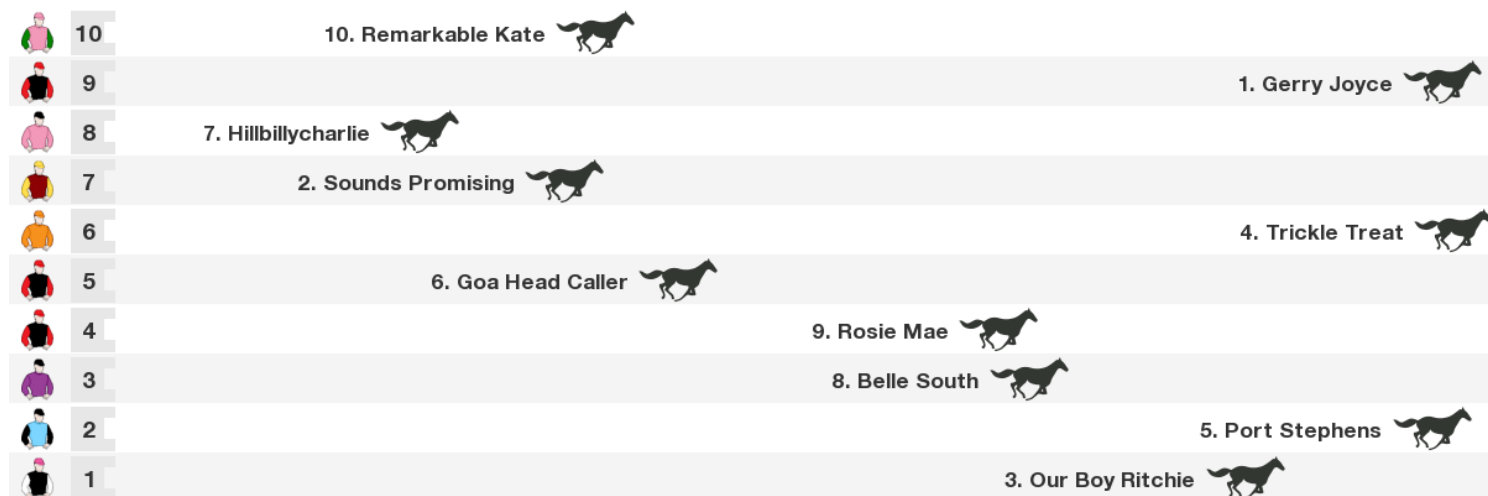 10 10. Remarkable Kate
9 1. Gerry Joyce
8 7. Hillbillycharlie
7 2. Sounds Promising
6 4. Trickle Treat
5 6. Goa Head Caller
4 9. Rosie Mae
3 8. Belle South
2 5. Port Stephens
1 3. Our Boy Ritchie